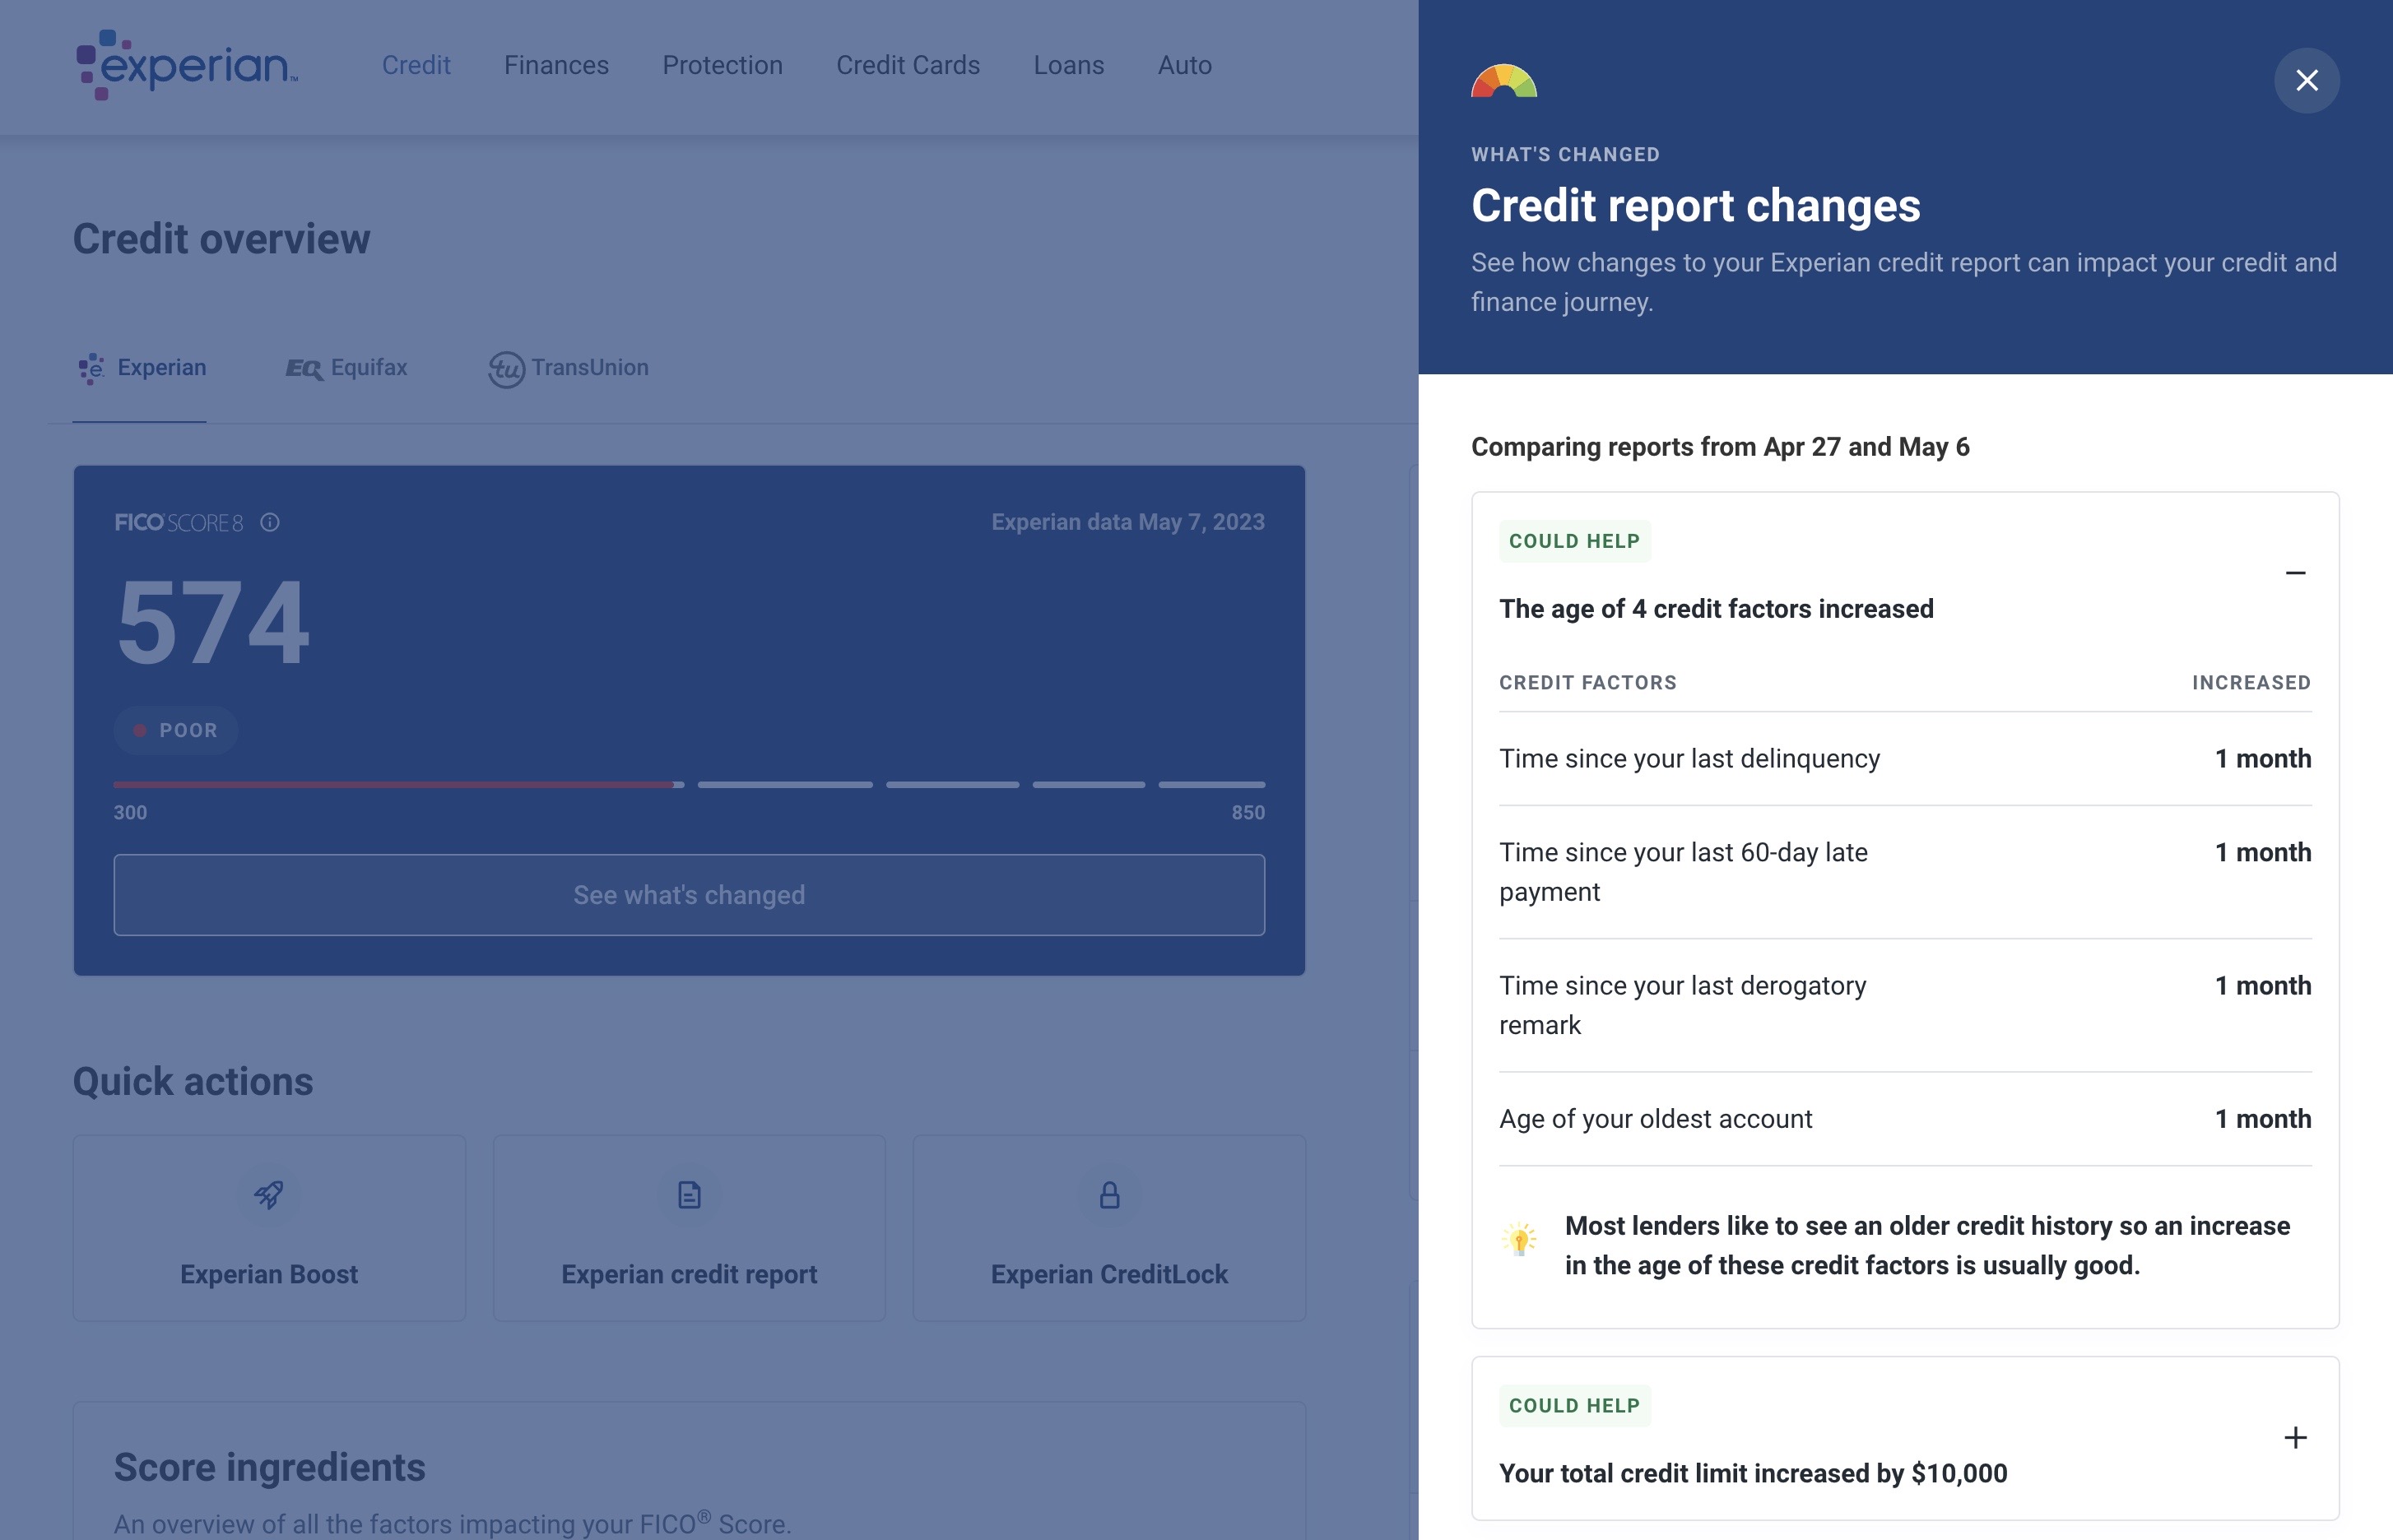 experian™
Credit Finances Protection Credit Cards Loans Auto
Credit overview
Experian EQ Equifax tu TransUnion
FICO SCORE 8 Experian data May 7, 2023
574
POOR
300 850
See what's changed
Quick actions
Experian Boost Experian credit report Experian CreditLock
Score ingredients
An overview of all the factors impacting your FICO® Score.
WHAT'S CHANGED
Credit report changes
See how changes to your Experian credit report can impact your credit and
finance journey.
Comparing reports from Apr 27 and May 6
COULD HELP
The age of 4 credit factors increased
CREDIT FACTORS INCREASED
Time since your last delinquency 1 month
Time since your last 60-day late 1 month
payment
Time since your last derogatory 1 month
remark
Age of your oldest account 1 month
Most lenders like to see an older credit history so an increase
in the age of these credit factors is usually good.
COULD HELP
Your total credit limit increased by $10,000